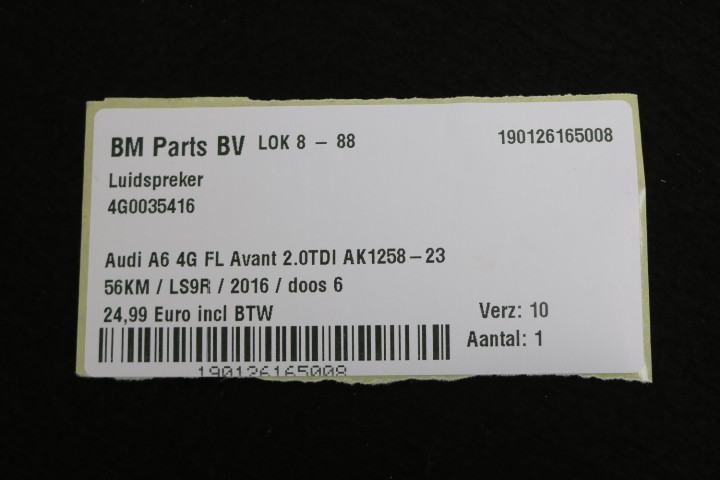 BM Parts BV LOK 8 - 88 190126165008
Luidspreker
4G0035416
Audi A6 4G FL Avant 2.0TDI AK1258-23
56KM / LS9R / 2016 / doos 6
24,99 Euro incl BTW Verz: 10
Aantal: 1
190126165008